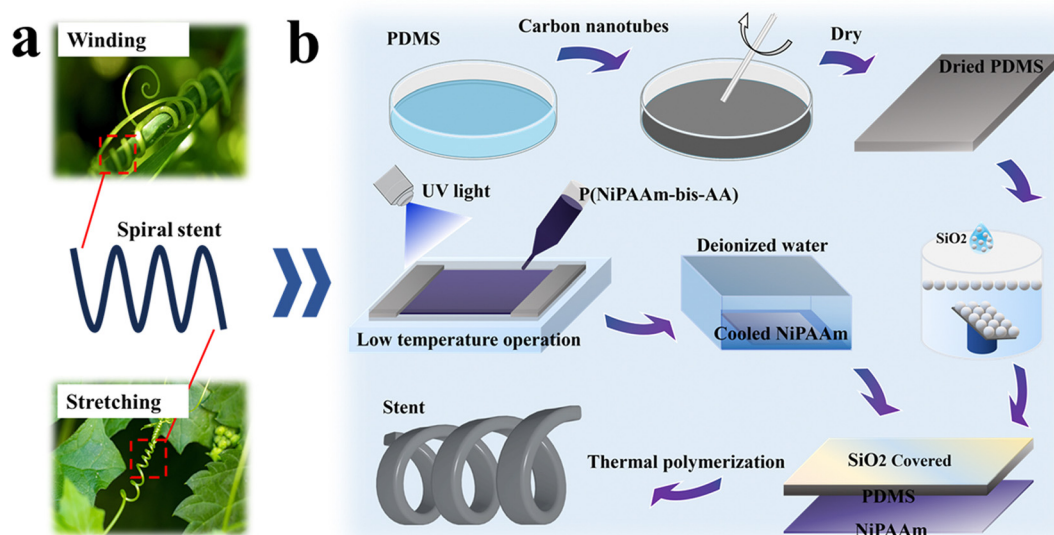 a
Winding
Spiral stent
Stretching
b
PDMS
Carbon nanotubes
Dry
Dried PDMS
UV light
P(NiPAAm-bis-AA)
Low temperature operation
Deionized water
Cooled NiPAAm
SiO2
SiO2 Covered
PDMS
NiPAAm
Thermal polymerization
Stent